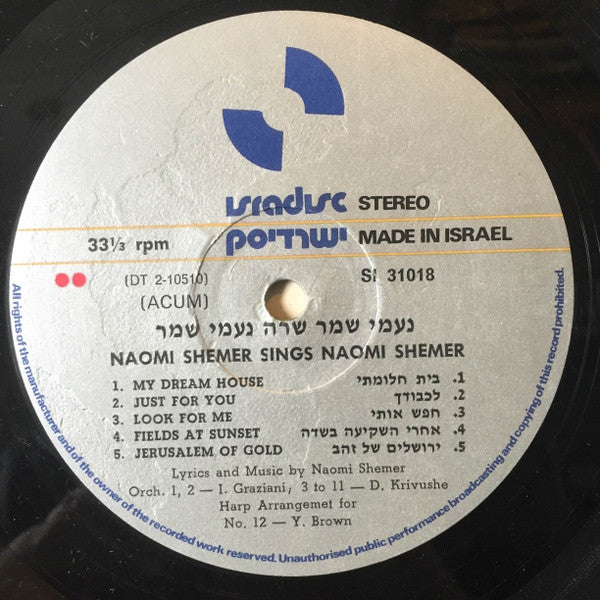 isradisc STEREO
ישרדיסק MADE IN ISRAEL
33⅓ rpm
(DT 2-10510)
SI 31018
(ACUM)
נעמי שמר שרה נעמי שמר
NAOMI SHEMER SINGS NAOMI SHEMER
1. MY DREAM HOUSE בית חלומתי .1
2. JUST FOR YOU לכבודך .2
3. LOOK FOR ME חפש אותי .3
4. FIELDS AT SUNSET אחרי השקיעה בשדה .4
5. JERUSALEM OF GOLD ירושלים של זהב .5
Lyrics and Music by Naomi Shemer
Orch. 1, 2 — I. Graziani; 3 to 11 — D. Krivushe
Harp Arrangemet for
No. 12 — Y. Brown
All rights of the manufacturer and of the owner of the recorded work reserved. Unauthorised public performance broadcasting and copying of this record prohibited.